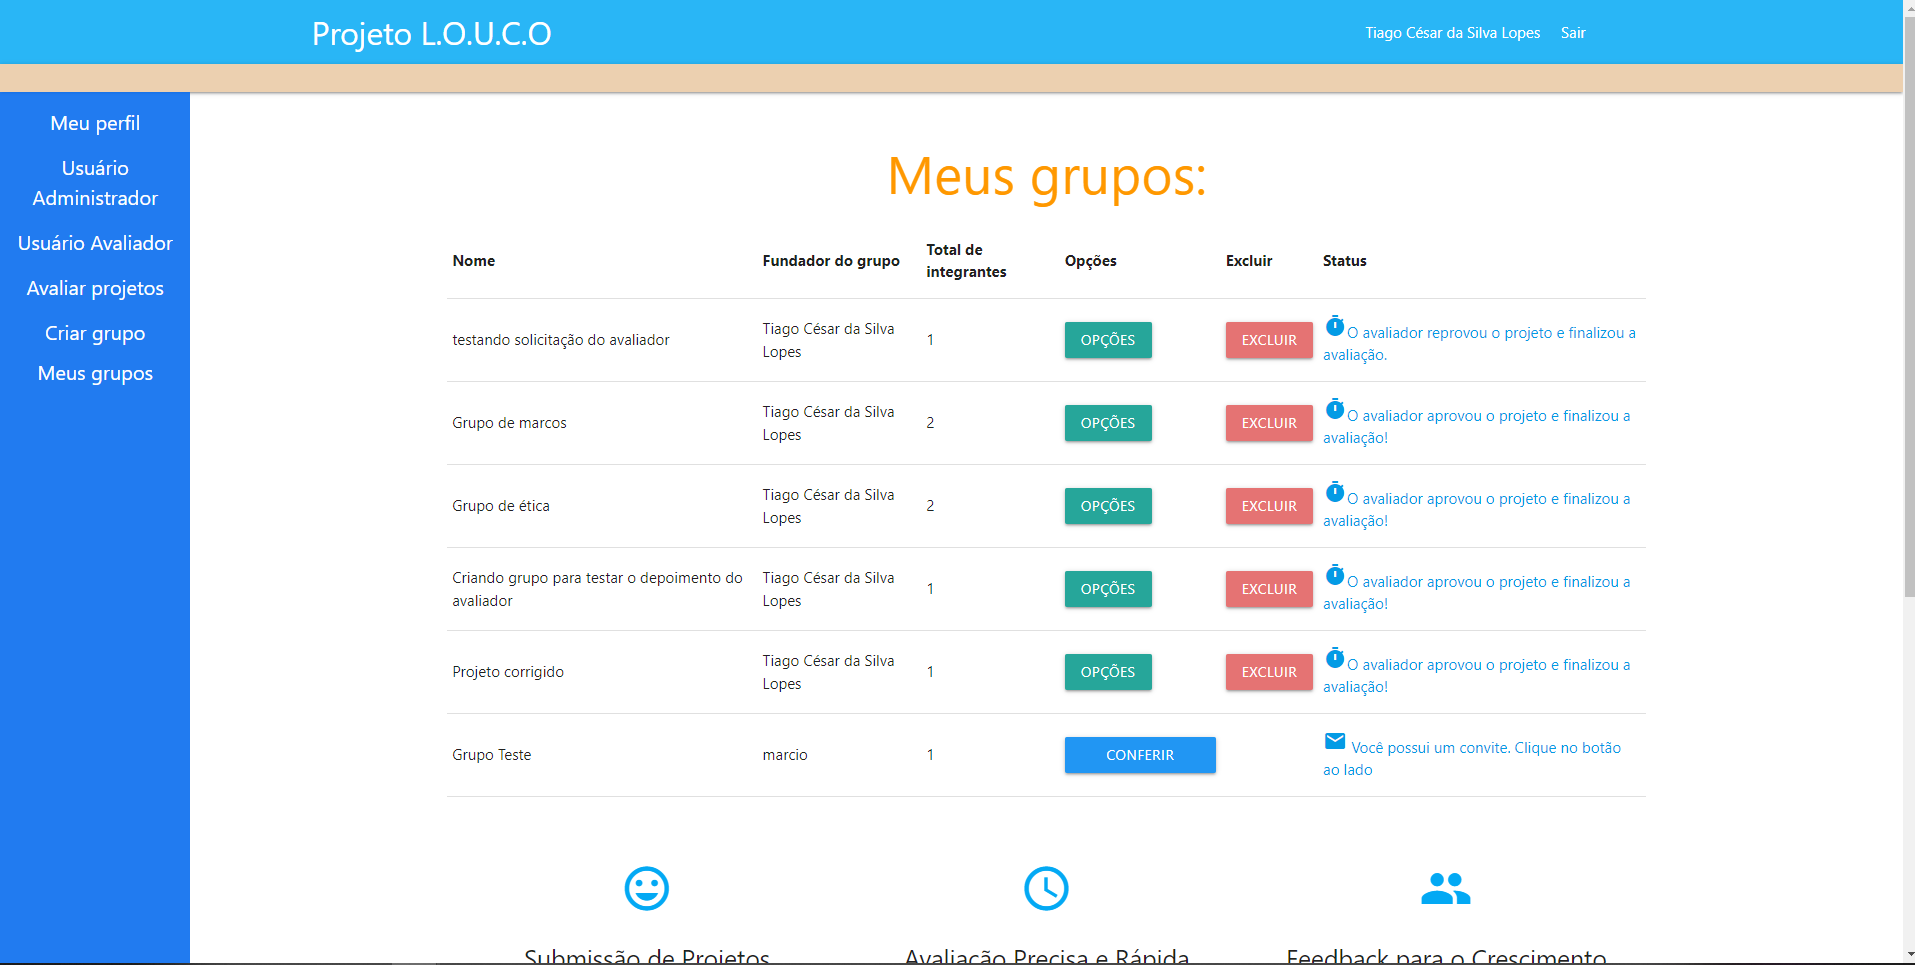 Projeto L.O.U.C.O
Tiago César da Silva Lopes
Sair
Meu perfil
Usuário
Administrador
Usuário Avaliador
Avaliar projetos
Criar grupo
Meus grupos
Meus grupos:
Nome
Fundador do grupo
Total de
integrantes
Opções
Excluir
Status
testando solicitação do avaliador
Tiago César da Silva
Lopes
1
OPÇÕES
EXCLUIR
O avaliador reprovou o projeto e finalizou a
avaliação.
Grupo de marcos
Tiago César da Silva
Lopes
2
OPÇÕES
EXCLUIR
O avaliador aprovou o projeto e finalizou a
avaliação!
Grupo de ética
Tiago César da Silva
Lopes
2
OPÇÕES
EXCLUIR
O avaliador aprovou o projeto e finalizou a
avaliação!
Criando grupo para testar o depoimento do
avaliador
Tiago César da Silva
Lopes
1
OPÇÕES
EXCLUIR
O avaliador aprovou o projeto e finalizou a
avaliação!
Projeto corrigido
Tiago César da Silva
Lopes
1
OPÇÕES
EXCLUIR
O avaliador aprovou o projeto e finalizou a
avaliação!
Grupo Teste
marcio
1
CONFERIR
Você possui um convite. Clique no botão
ao lado
Submissão de Projetos
Avaliação Precisa e Rápida
Feedback para o Crescimento